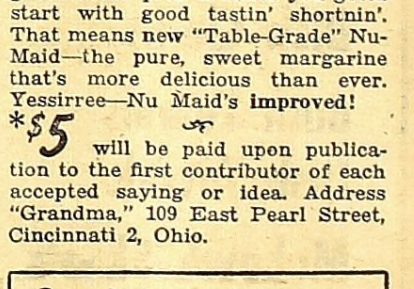 start with good tastin' shortnin'.
That means new "Table-Grade" Nu-
Maid—the pure, sweet margarine
that's more delicious than ever.
Yessirree—Nu Maid's improved!
*$5 will be paid upon publica-
tion to the first contributor of each
accepted saying or idea. Address
"Grandma," 109 East Pearl Street,
Cincinnati 2, Ohio.